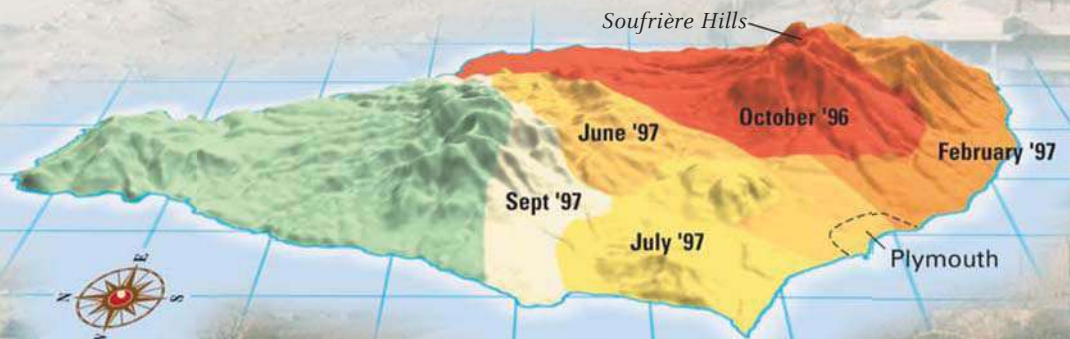 Soufrière Hills
October '96
June '97
February '97
Sept '97
July '97
Plymouth
E
N
S
W